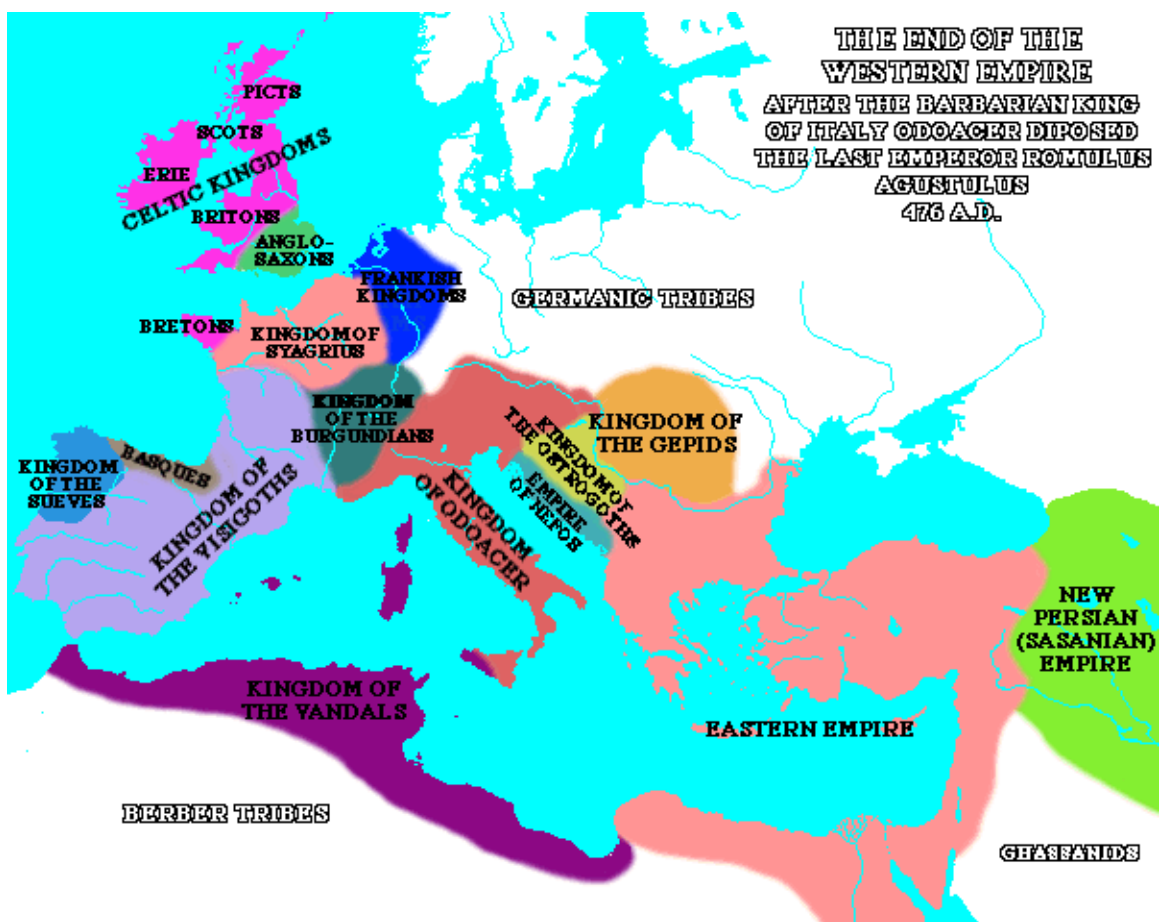 THE END OF THE
WESTERN EMPIRE
AFTER THE BARBARIAN KING
OF ITALY ODOACER DIPOSED
THE LAST EMPEROR ROMULUS
AGUSTULUS
476 A.D.
PICTS
SCOTS
ERIE
CELTIC KINGDOMS
BRITONS
ANGLO-
SAXONS
FRANKISH
KINGDOMS
GERMANIC TRIBES
BRETONS
KINGDOM OF
SYAGRIUS
KINGDOM
OF THE
BURGUNDIANS
KINGDOM OF
THE OSTROGOTHS
KINGDOM OF
THE GEPIDS
BASQUES
KINGDOM
OF THE
SUEVES
KINGDOM OF
THE VISIGOTHS
KINGDOM
OF ODOACER
EMPIRE
OF NEPOS
NEW
PERSIAN
(SASANIAN)
EMPIRE
KINGDOM OF
THE VANDALS
EASTERN EMPIRE
BERBER TRIBES
GHASSANIDS